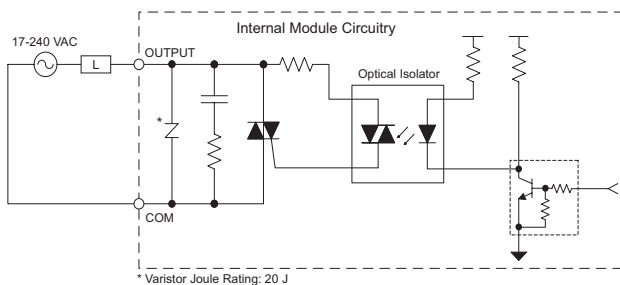 Internal Module Circuitry
17-240 VAC
OUTPUT
L
Optical Isolator
*
COM
* Varistor Joule Rating: 20 J